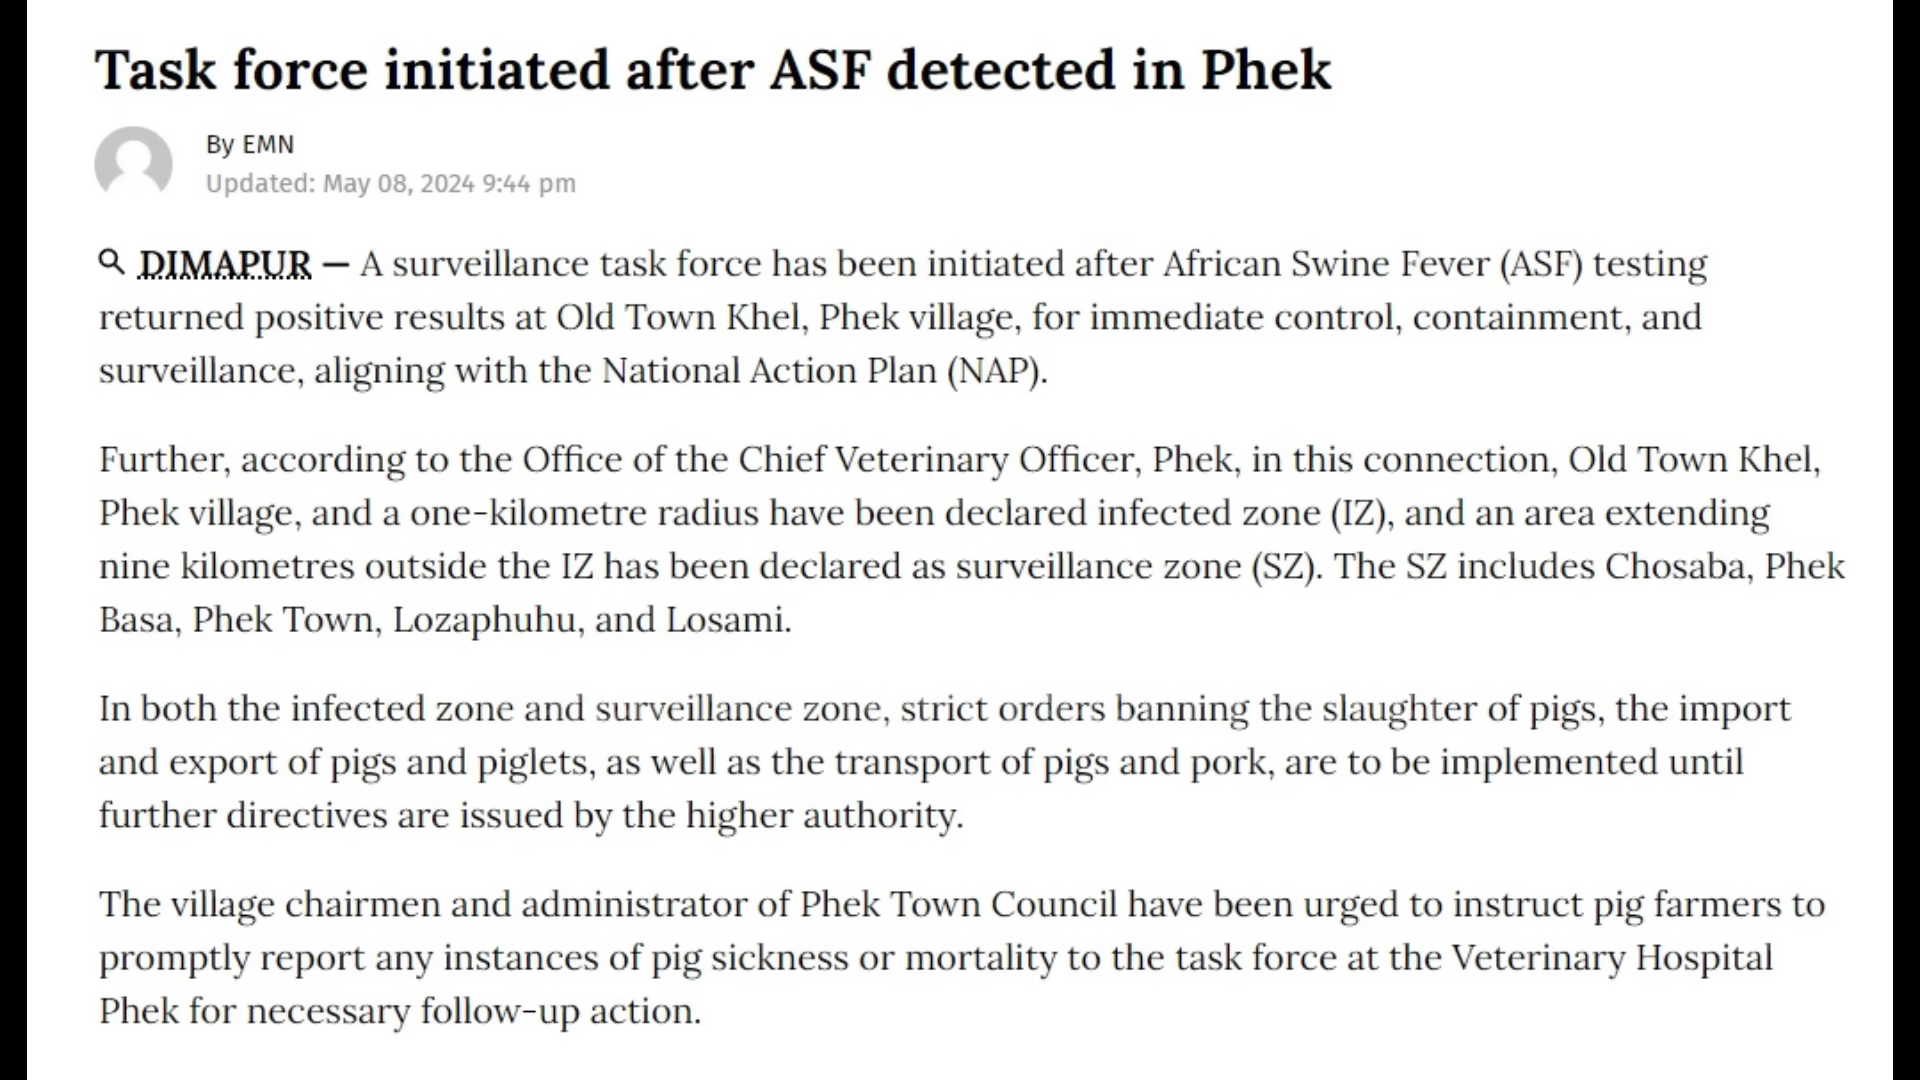 Task force initiated after ASF detected in Phek
By EMN
Updated: May 08, 2024 9:44 pm
DIMAPUR — A surveillance task force has been initiated after African Swine Fever (ASF) testing
returned positive results at Old Town Khel, Phek village, for immediate control, containment, and
surveillance, aligning with the National Action Plan (NAP).
Further, according to the Office of the Chief Veterinary Officer, Phek, in this connection, Old Town Khel,
Phek village, and a one-kilometre radius have been declared infected zone (IZ), and an area extending
nine kilometres outside the IZ has been declared as surveillance zone (SZ). The SZ includes Chosaba, Phek
Basa, Phek Town, Lozaphuhu, and Losami.
In both the infected zone and surveillance zone, strict orders banning the slaughter of pigs, the import
and export of pigs and piglets, as well as the transport of pigs and pork, are to be implemented until
further directives are issued by the higher authority.
The village chairmen and administrator of Phek Town Council have been urged to instruct pig farmers to
promptly report any instances of pig sickness or mortality to the task force at the Veterinary Hospital
Phek for necessary follow-up action.